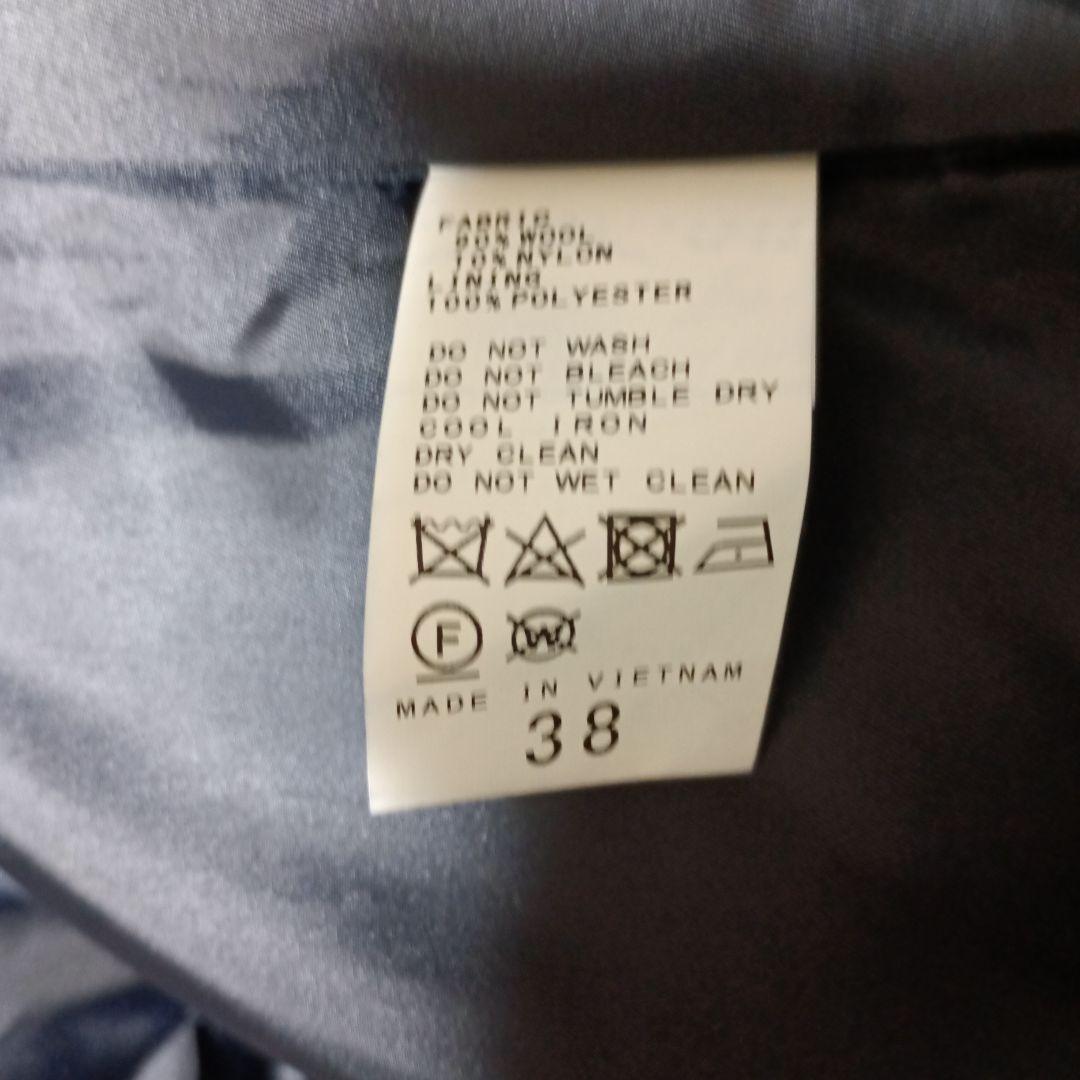 FABRIC
90% WOOL
10% NYLON
LINING
100% POLYESTER
DO NOT WASH
DO NOT BLEACH
DO NOT TUMBLE DRY
COOL IRON
DRY CLEAN
DO NOT WET CLEAN
F W
MADE IN VIETNAM
38